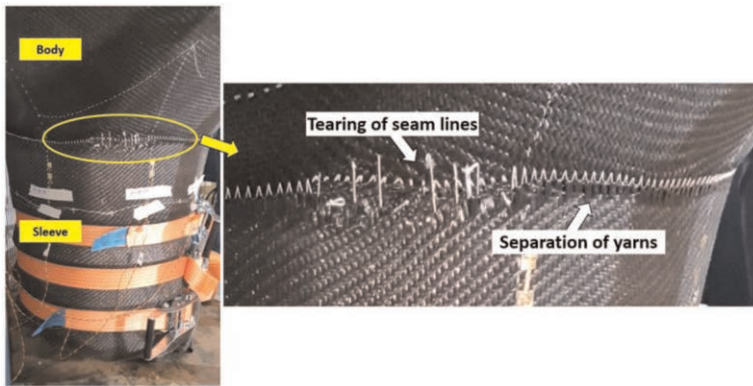 Body
Tearing of seam lines
Sleeve
Separation of yarns